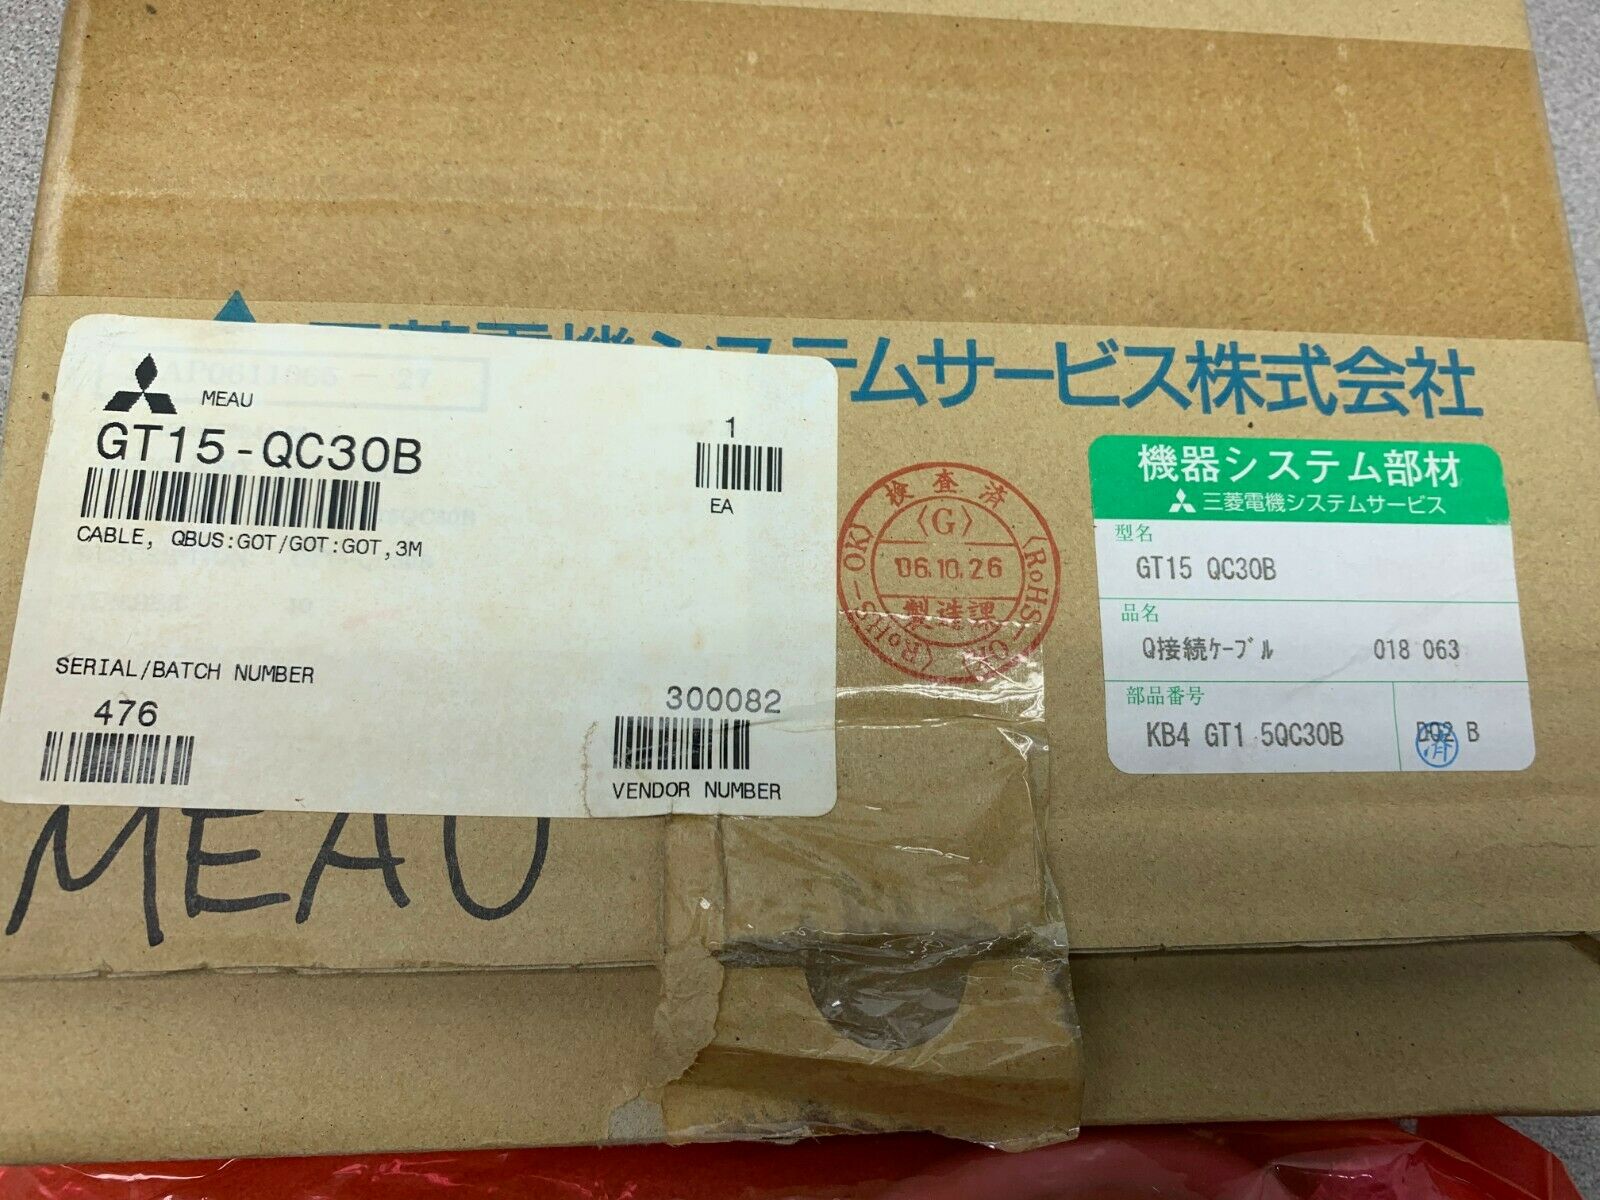 システムサービス株式会社
MEAU
GT15-QC30B
1
EA
CABLE, QBUS:GOT/GOT:GOT,3M
SERIAL/BATCH NUMBER
476
300082
VENDOR NUMBER
MEAU
検査済
〈G〉
06.10.26
製造課
〈RoHS-OK〉
〈RoHS-OK〉
機器システム部材
三菱電機システムサービス
型名
GT15 QC30B
品名
Q接続ケーブル 018 063
部品番号
KB4 GT1 5QC30B
B
済